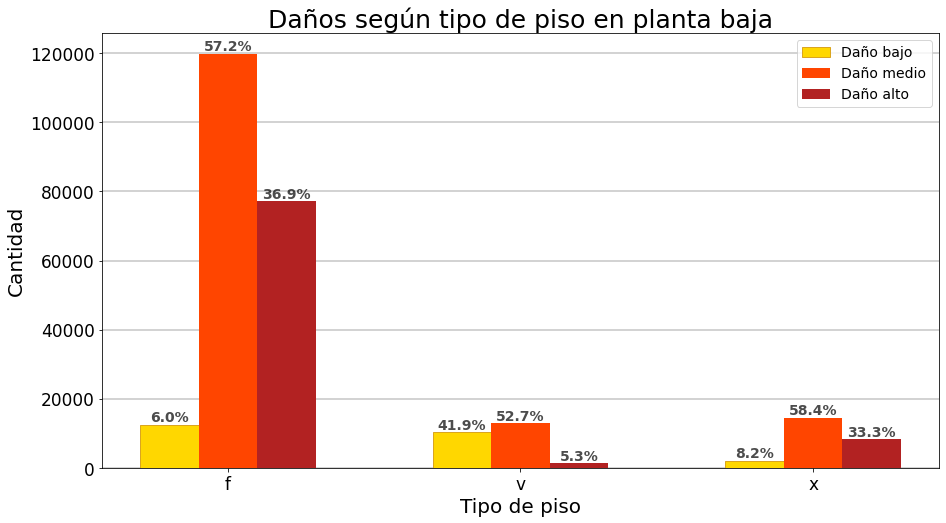 Daños según tipo de piso en planta baja
Daño bajo
Daño medio
Daño alto
Cantidad
120000
100000
80000
60000
40000
20000
0
6.0%
57.2%
36.9%
41.9%
52.7%
5.3%
8.2%
58.4%
33.3%
f
v
x
Tipo de piso